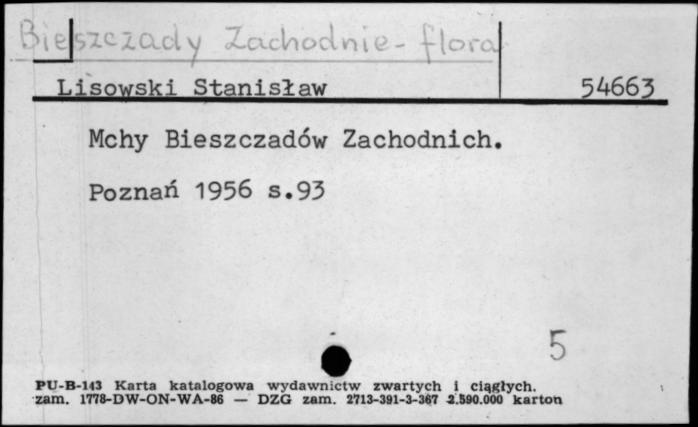 Bieszczady Zachodnie - flora
Lisowski Stanisław 54663
Mchy Bieszczadów Zachodnich.
Poznań 1956 s.93
5
PU-B-143 Karta katalogowa wydawnictw zwartych i ciągłych.
zam. 1778-DW-ON-WA-86 — DZG zam. 2713-391-3-367 2.590.000 karton